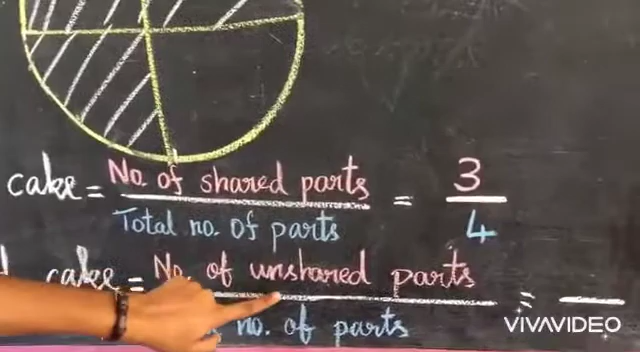 cake = No. of shared parts = 3
Total no. of parts 4
cake = No. of unshared parts =
no. of parts
VIVAVIDEO